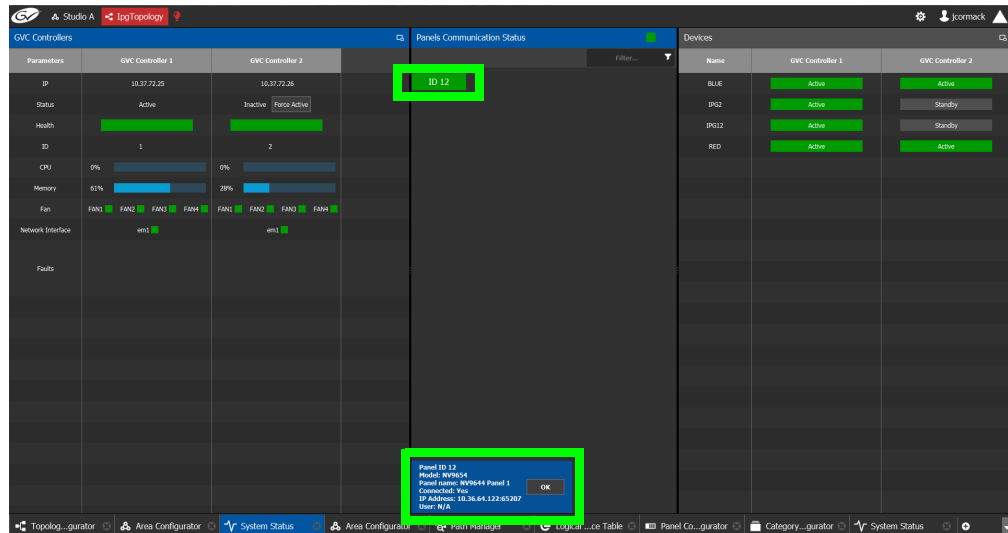 GV Studio A IpgTopology jcormack
GVC Controllers
Parameters GVC Controller 1 GVC Controller 2
IP 10.37.72.25 10.37.72.26
Status Active Inactive Force Active
Health
ID 1 2
CPU 0% 0%
Memory 61% 28%
Fan FAN1 FAN2 FAN3 FAN4 FAN1 FAN2 FAN3 FAN4
Network Interface em1 em1
Faults
Panels Communication Status
Filter...
ID 12
Panel ID 12
Model: NV9654
Panel name: NV9644 Panel 1
Connected: Yes
IP Address: 10.36.64.122:65207
User: N/A
OK
Devices
Name GVC Controller 1 GVC Controller 2
BLUE Active Active
IPG2 Active Standby
IPG12 Active Standby
RED Active Active
Topolog...gurator Area Configurator System Status Area Configurator Path Manager Logical ...ce Table Panel Co...gurator Category...gurator System Status